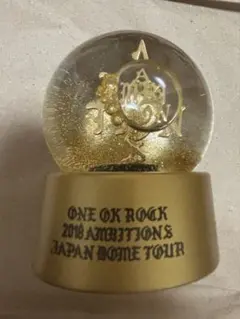 ONE OK ROCK
2018 AMBITIONS
JAPAN DOME TOUR